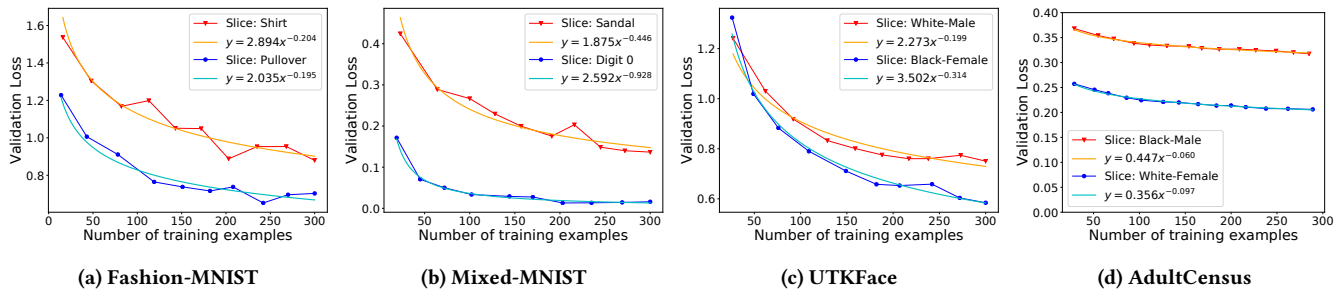 Validation Loss
1.6
1.4
1.2
1.0
0.8
0 50 100 150 200 250 300
Number of training examples
Slice: Shirt
y = 2.894x^{-0.204}
Slice: Pullover
y = 2.035x^{-0.195}
(a) Fashion-MNIST
Validation Loss
0.4
0.3
0.2
0.1
0.0
50 100 150 200 250 300
Number of training examples
Slice: Sandal
y = 1.875x^{-0.446}
Slice: Digit 0
y = 2.592x^{-0.928}
(b) Mixed-MNIST
Validation Loss
1.2
1.0
0.8
0.6
50 100 150 200 250 300
Number of training examples
Slice: White-Male
y = 2.273x^{-0.199}
Slice: Black-Female
y = 3.502x^{-0.314}
(c) UTKFace
Validation Loss
0.40
0.35
0.30
0.25
0.20
0.15
0.10
0.05
0.00
50 100 150 200 250 300
Number of training examples
Slice: Black-Male
y = 0.447x^{-0.060}
Slice: White-Female
y = 0.356x^{-0.097}
(d) AdultCensus